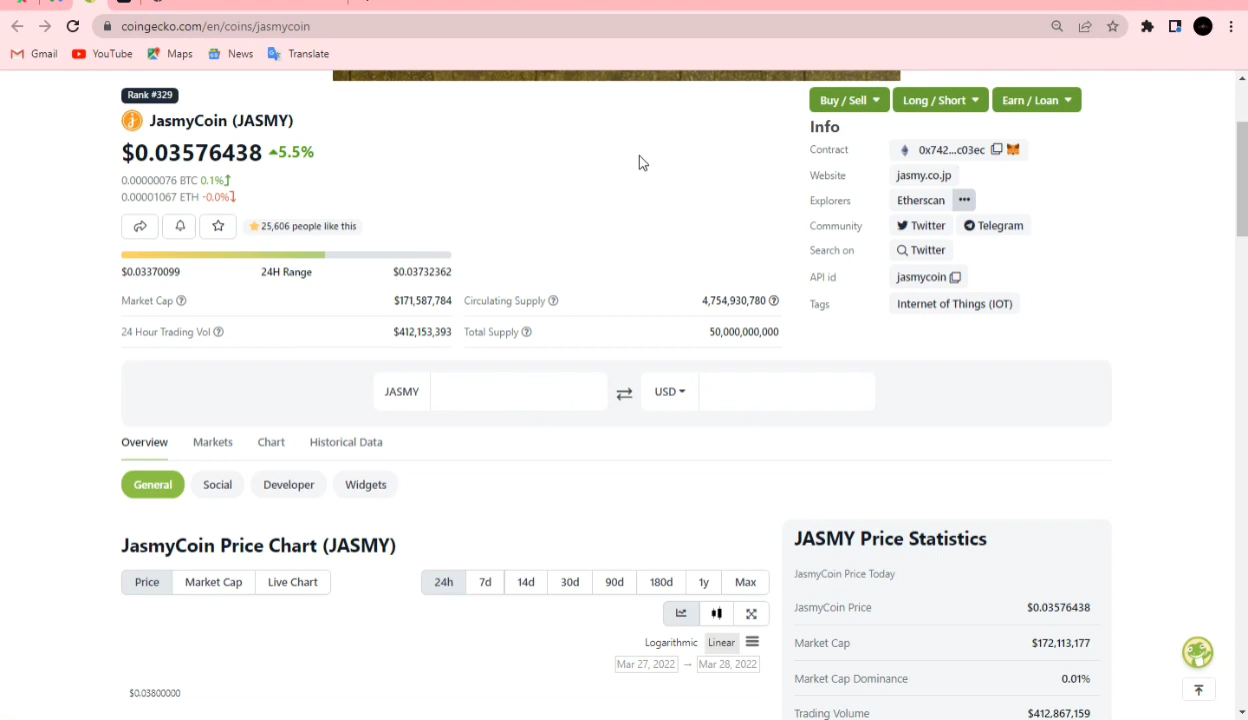 coingecko.com/en/coins/jasmycoin
Gmail YouTube Maps News Translate
Rank #329
JasmyCoin (JASMY)
$0.03576438 5.5%
0.00000076 BTC 0.1%
0.00001067 ETH -0.0%
25,606 people like this
$0.03370099 24H Range $0.03732362
Market Cap $171,587,784
24 Hour Trading Vol $412,153,393
Circulating Supply 4,754,930,780
Total Supply 50,000,000,000
Buy / Sell Long / Short Earn / Loan
Info
Contract 0x742...c03ec
Website jasmy.co.jp
Explorers Etherscan •••
Community Twitter Telegram
Search on Twitter
API id jasmycoin
Tags Internet of Things (IOT)
JASMY USD
Overview Markets Chart Historical Data
General Social Developer Widgets
JasmyCoin Price Chart (JASMY)
Price Market Cap Live Chart
24h 7d 14d 30d 90d 180d 1y Max
Logarithmic Linear
Mar 27, 2022 → Mar 28, 2022
$0.03800000
JASMY Price Statistics
JasmyCoin Price Today
JasmyCoin Price $0.03576438
Market Cap $172,113,177
Market Cap Dominance 0.01%
Trading Volume $412,867,159